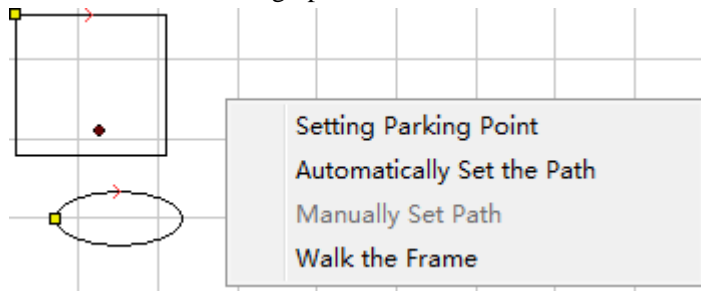 Setting Parking Point
Automatically Set the Path
Manually Set Path
Walk the Frame